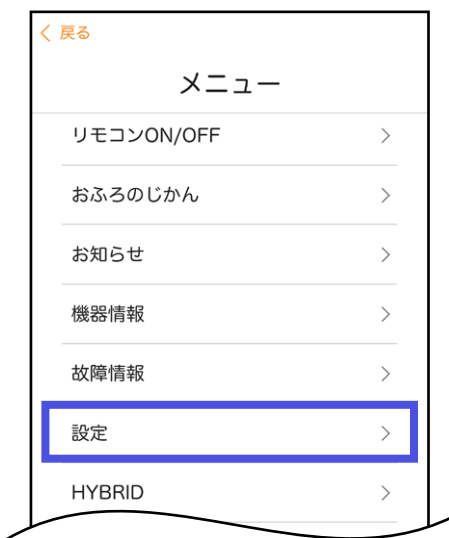 戻る
メニュー
リモコンON/OFF
おふろのじかん
お知らせ
機器情報
故障情報
設定
HYBRID